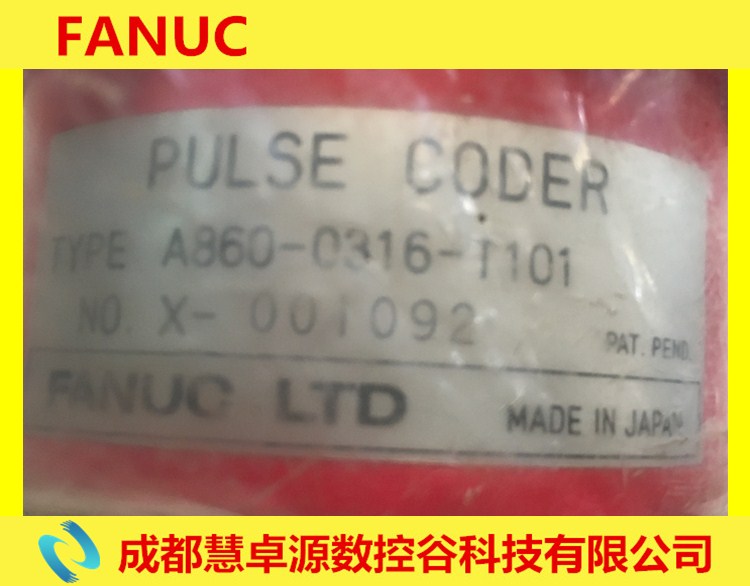 FANUC
PULSE CODER
TYPE A860-0316-T101
NO. X- 001092
PAT. PEND.
FANUC LTD
MADE IN JAPAN
成都慧卓源数控谷科技有限公司